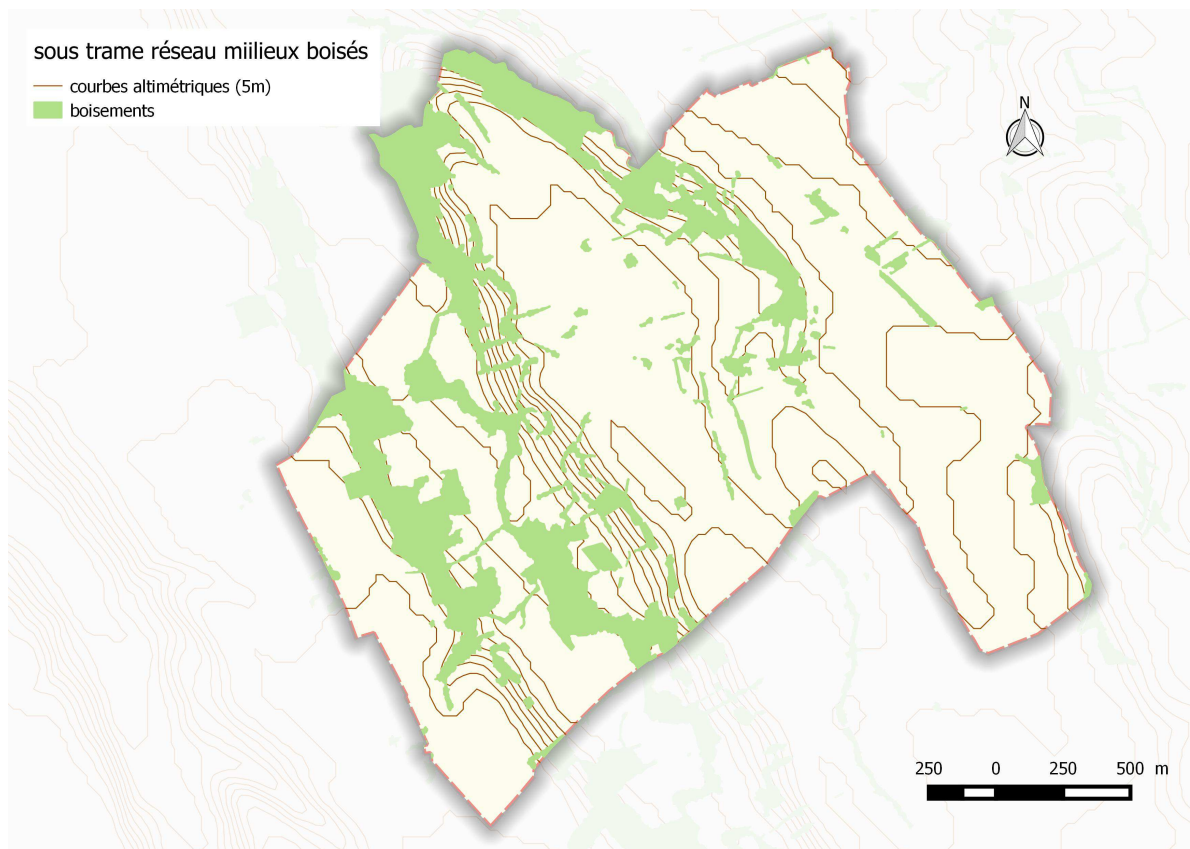 sous trame réseau miilieux boisés
courbes altimétriques (5m)
boisements
N
250 0 250 500 m